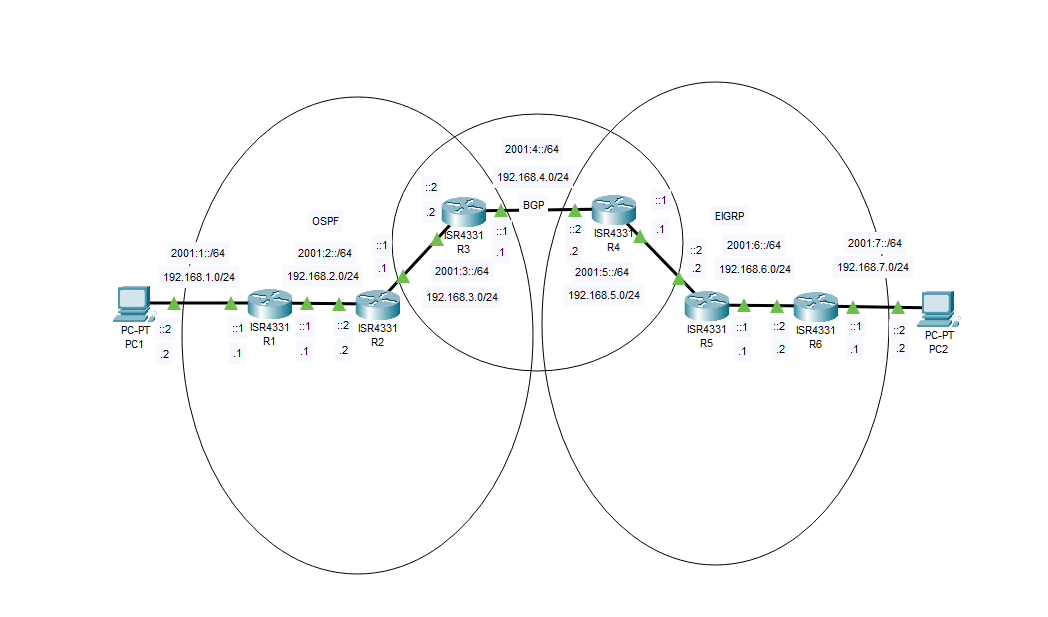 2001:4::/64
192.168.4.0/24
BGP
::2
.2
ISR4331
R3
::1
.1
::2
.2
ISR4331
R4
::1
.1
OSPF
EIGRP
2001:1::/64
192.168.1.0/24
2001:2::/64
192.168.2.0/24
::1
.1
2001:3::/64
192.168.3.0/24
2001:5::/64
192.168.5.0/24
::2
.2
2001:6::/64
192.168.6.0/24
2001:7::/64
192.168.7.0/24
PC-PT
PC1
::2
.2
::1
.1
ISR4331
R1
::1
.1
::2
.2
ISR4331
R2
ISR4331
R5
::1
.1
::2
.2
ISR4331
R6
::1
.1
::2
.2
PC-PT
PC2